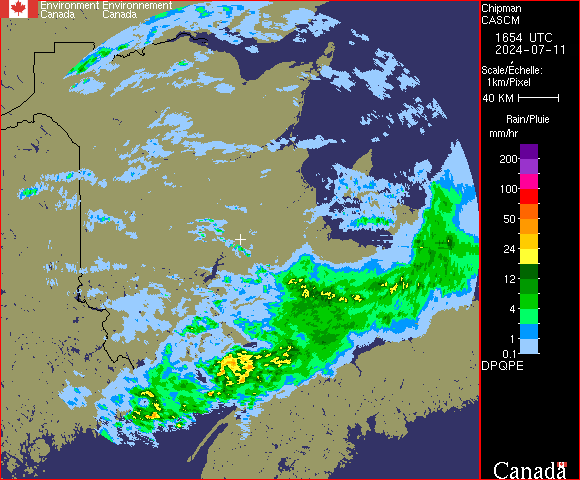 Environment Environnement
Canada Canada
Chipman
CASCM
1654 UTC
2024-07-11
Scale/Échelle:
1km/Pixel
40 KM
Rain/Pluie
mm/hr
200
100
50
24
12
4
1
0.1
DPQPE
Canada